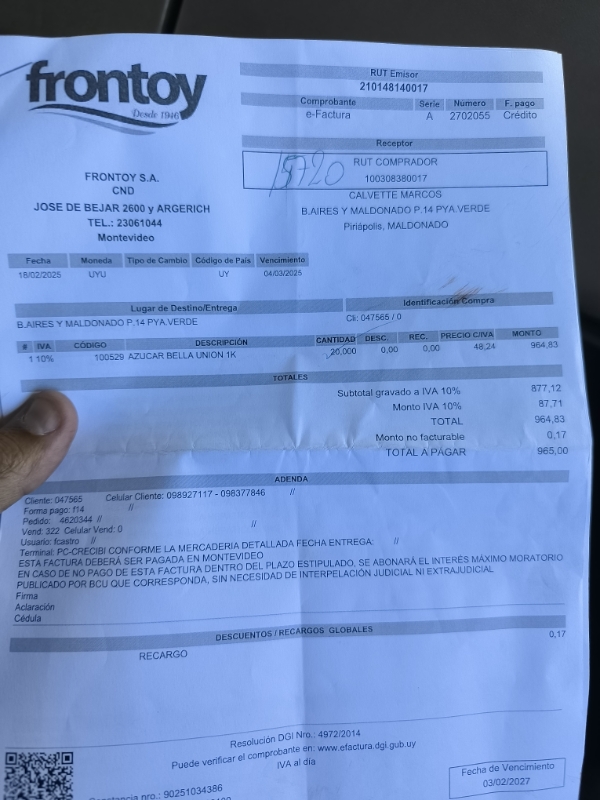 frontoy
Desde 1946
FRONTOY S.A.
CND
JOSE DE BEJAR 2600 y ARGERICH
TEL.: 23061044
Montevideo
RUT Emisor
210148140017
Comprobante Serie Numero F. pago
e-Factura A 2702055 Crédito
Receptor
15720
RUT COMPRADOR
100308380017
CALVETTE MARCOS
B.AIRES Y MALDONADO P.14 PYA.VERDE
Piriápolis, MALDONADO
Fecha Moneda Tipo de Cambio Código de País Vencimiento
18/02/2025 UYU UY 04/03/2025
Lugar de Destino/Entrega Identificación Compra
B.AIRES Y MALDONADO P.14 PYA.VERDE Cli: 047565 / 0
# IVA CÓDIGO DESCRIPCIÓN CANTIDAD DESC. REC. PRECIO C/IVA MONTO
1 10% 100529 AZUCAR BELLA UNION 1K 20,000 0,00 0,00 48,24 964,83
TOTALES
Subtotal gravado a IVA 10% 877,12
Monto IVA 10% 87,71
TOTAL 964,83
Monto no facturable 0,17
TOTAL A PAGAR 965,00
ADENDA
Cliente: 047565 Celular Cliente: 098927117 - 098377846 //
Forma pago: f14 //
Pedido: 4620344 //
Vend: 322 Celular Vend: 0 //
Usuario: fcastro //
Terminal: PC-CRECIBI CONFORME LA MERCADERIA DETALLADA FECHA ENTREGA: //
ESTA FACTURA DEBERÁ SER PAGADA EN MONTEVIDEO
EN CASO DE NO PAGO DE ESTA FACTURA DENTRO DEL PLAZO ESTIPULADO, SE ABONARÁ EL INTERÉS MÁXIMO MORATORIO
PUBLICADO POR BCU QUE CORRESPONDA, SIN NECESIDAD DE INTERPELACIÓN JUDICIAL NI EXTRAJUDICIAL
Firma
Aclaración
Cédula
DESCUENTOS / RECARGOS GLOBALES
RECARGO 0,17
Resolución DGI Nro.: 4972/2014
Puede verificar el comprobante en: www.efactura.dgi.gub.uy
IVA al día
nro.: 90251034386
Fecha de Vencimiento
03/02/2027